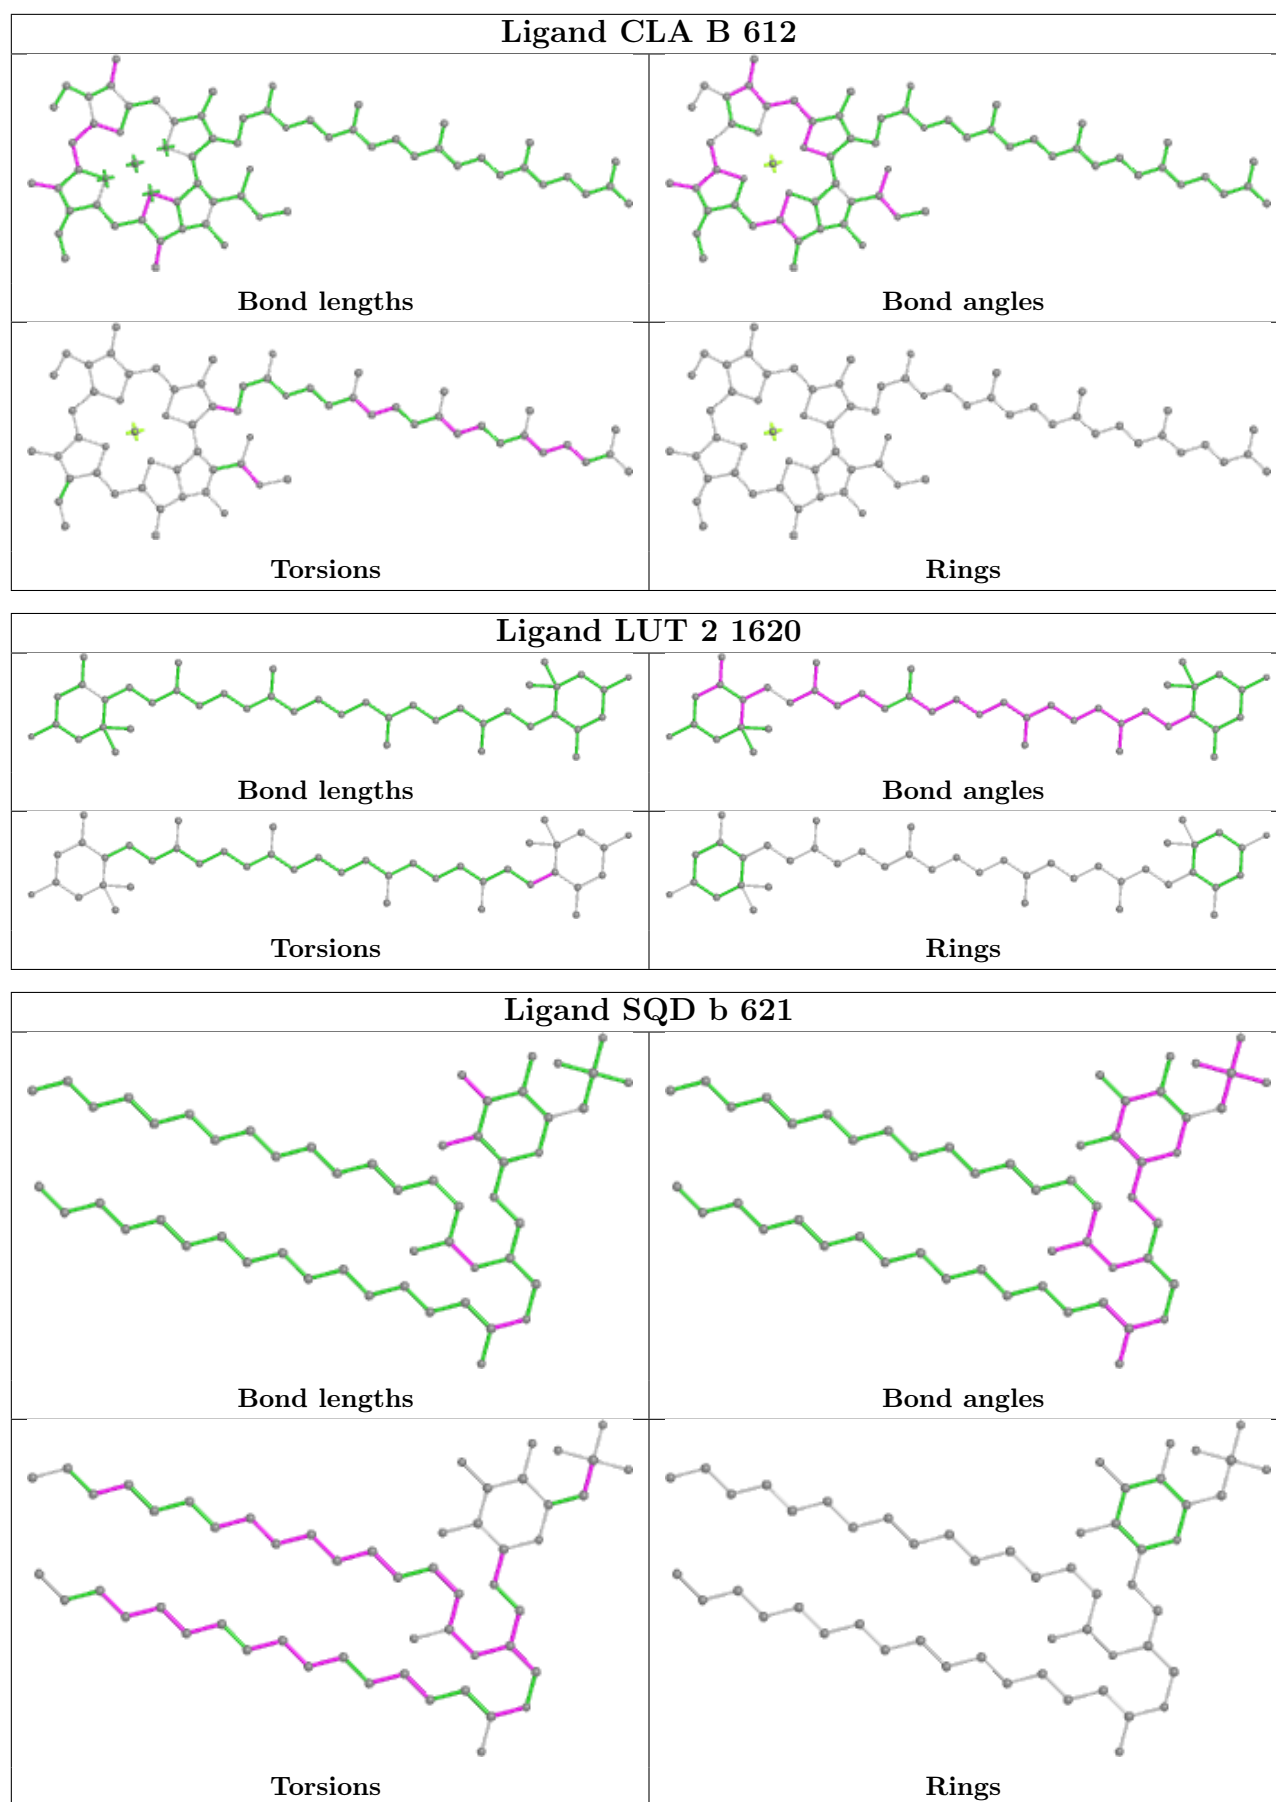 Ligand CLA B 612
Bond lengths
Bond angles
Torsions
Rings
Ligand LUT 2 1620
Bond lengths
Bond angles
Torsions
Rings
Ligand SQD b 621
Bond lengths
Bond angles
Torsions
Rings